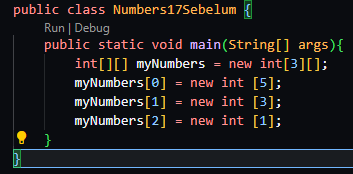 public class Numbers17Sebelum {
Run | Debug
public static void main(String[] args){
int[][] myNumbers = new int[3][];
myNumbers[0] = new int [5];
myNumbers[1] = new int [3];
myNumbers[2] = new int [1];
}
}